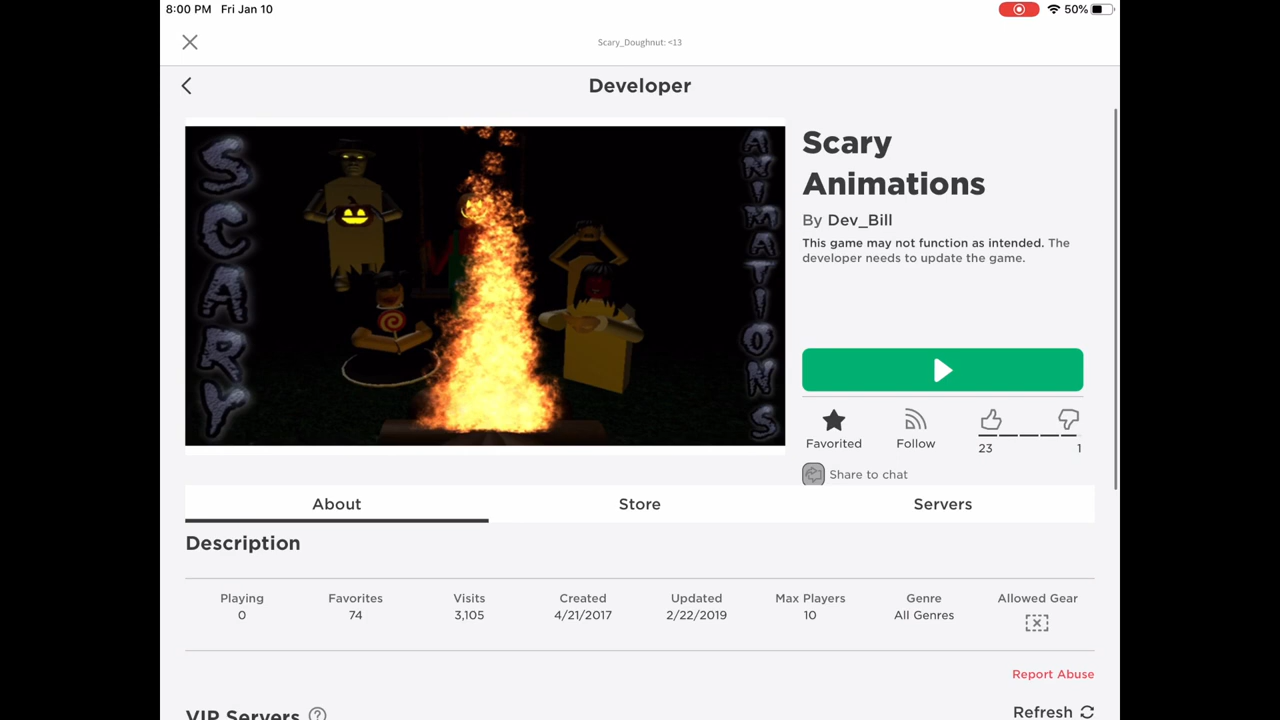 8:00 PM Fri Jan 10 50%
Scary_Doughnut: <13
Developer
SCARY
ANIMATIONS
Scary
Animations
By Dev_Bill
This game may not function as intended. The
developer needs to update the game.
Favorited Follow 23 1
Share to chat
About Store Servers
Description
Playing Favorites Visits Created Updated Max Players Genre Allowed Gear
0 74 3,105 4/21/2017 2/22/2019 10 All Genres
Report Abuse
VIP Servers ? Refresh